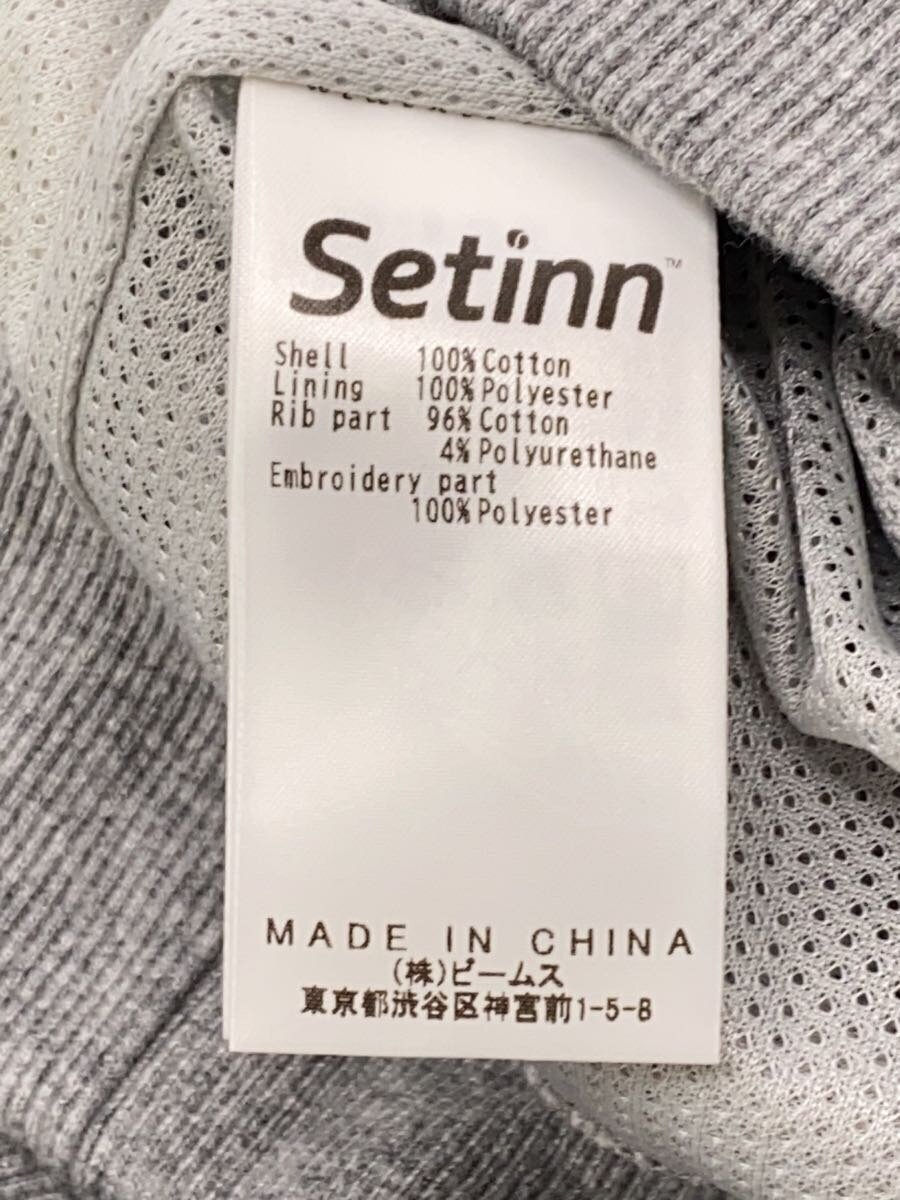 Setinn™
Shell 100% Cotton
Lining 100% Polyester
Rib part 96% Cotton
4% Polyurethane
Embroidery part
100% Polyester
MADE IN CHINA
(株)ビームス
東京都渋谷区神宮前1-5-8